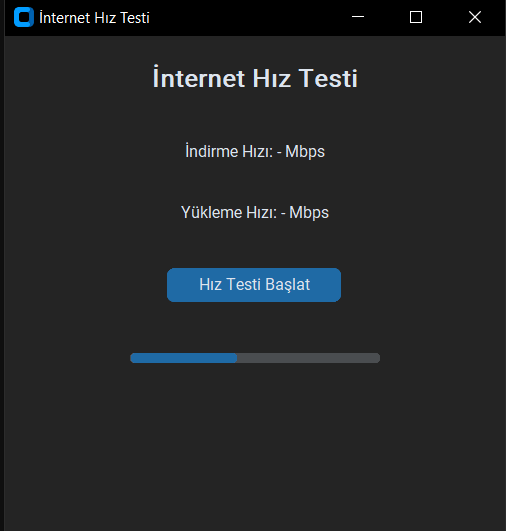 İnternet Hız Testi
İnternet Hız Testi
İndirme Hızı: - Mbps
Yükleme Hızı: - Mbps
Hız Testi Başlat